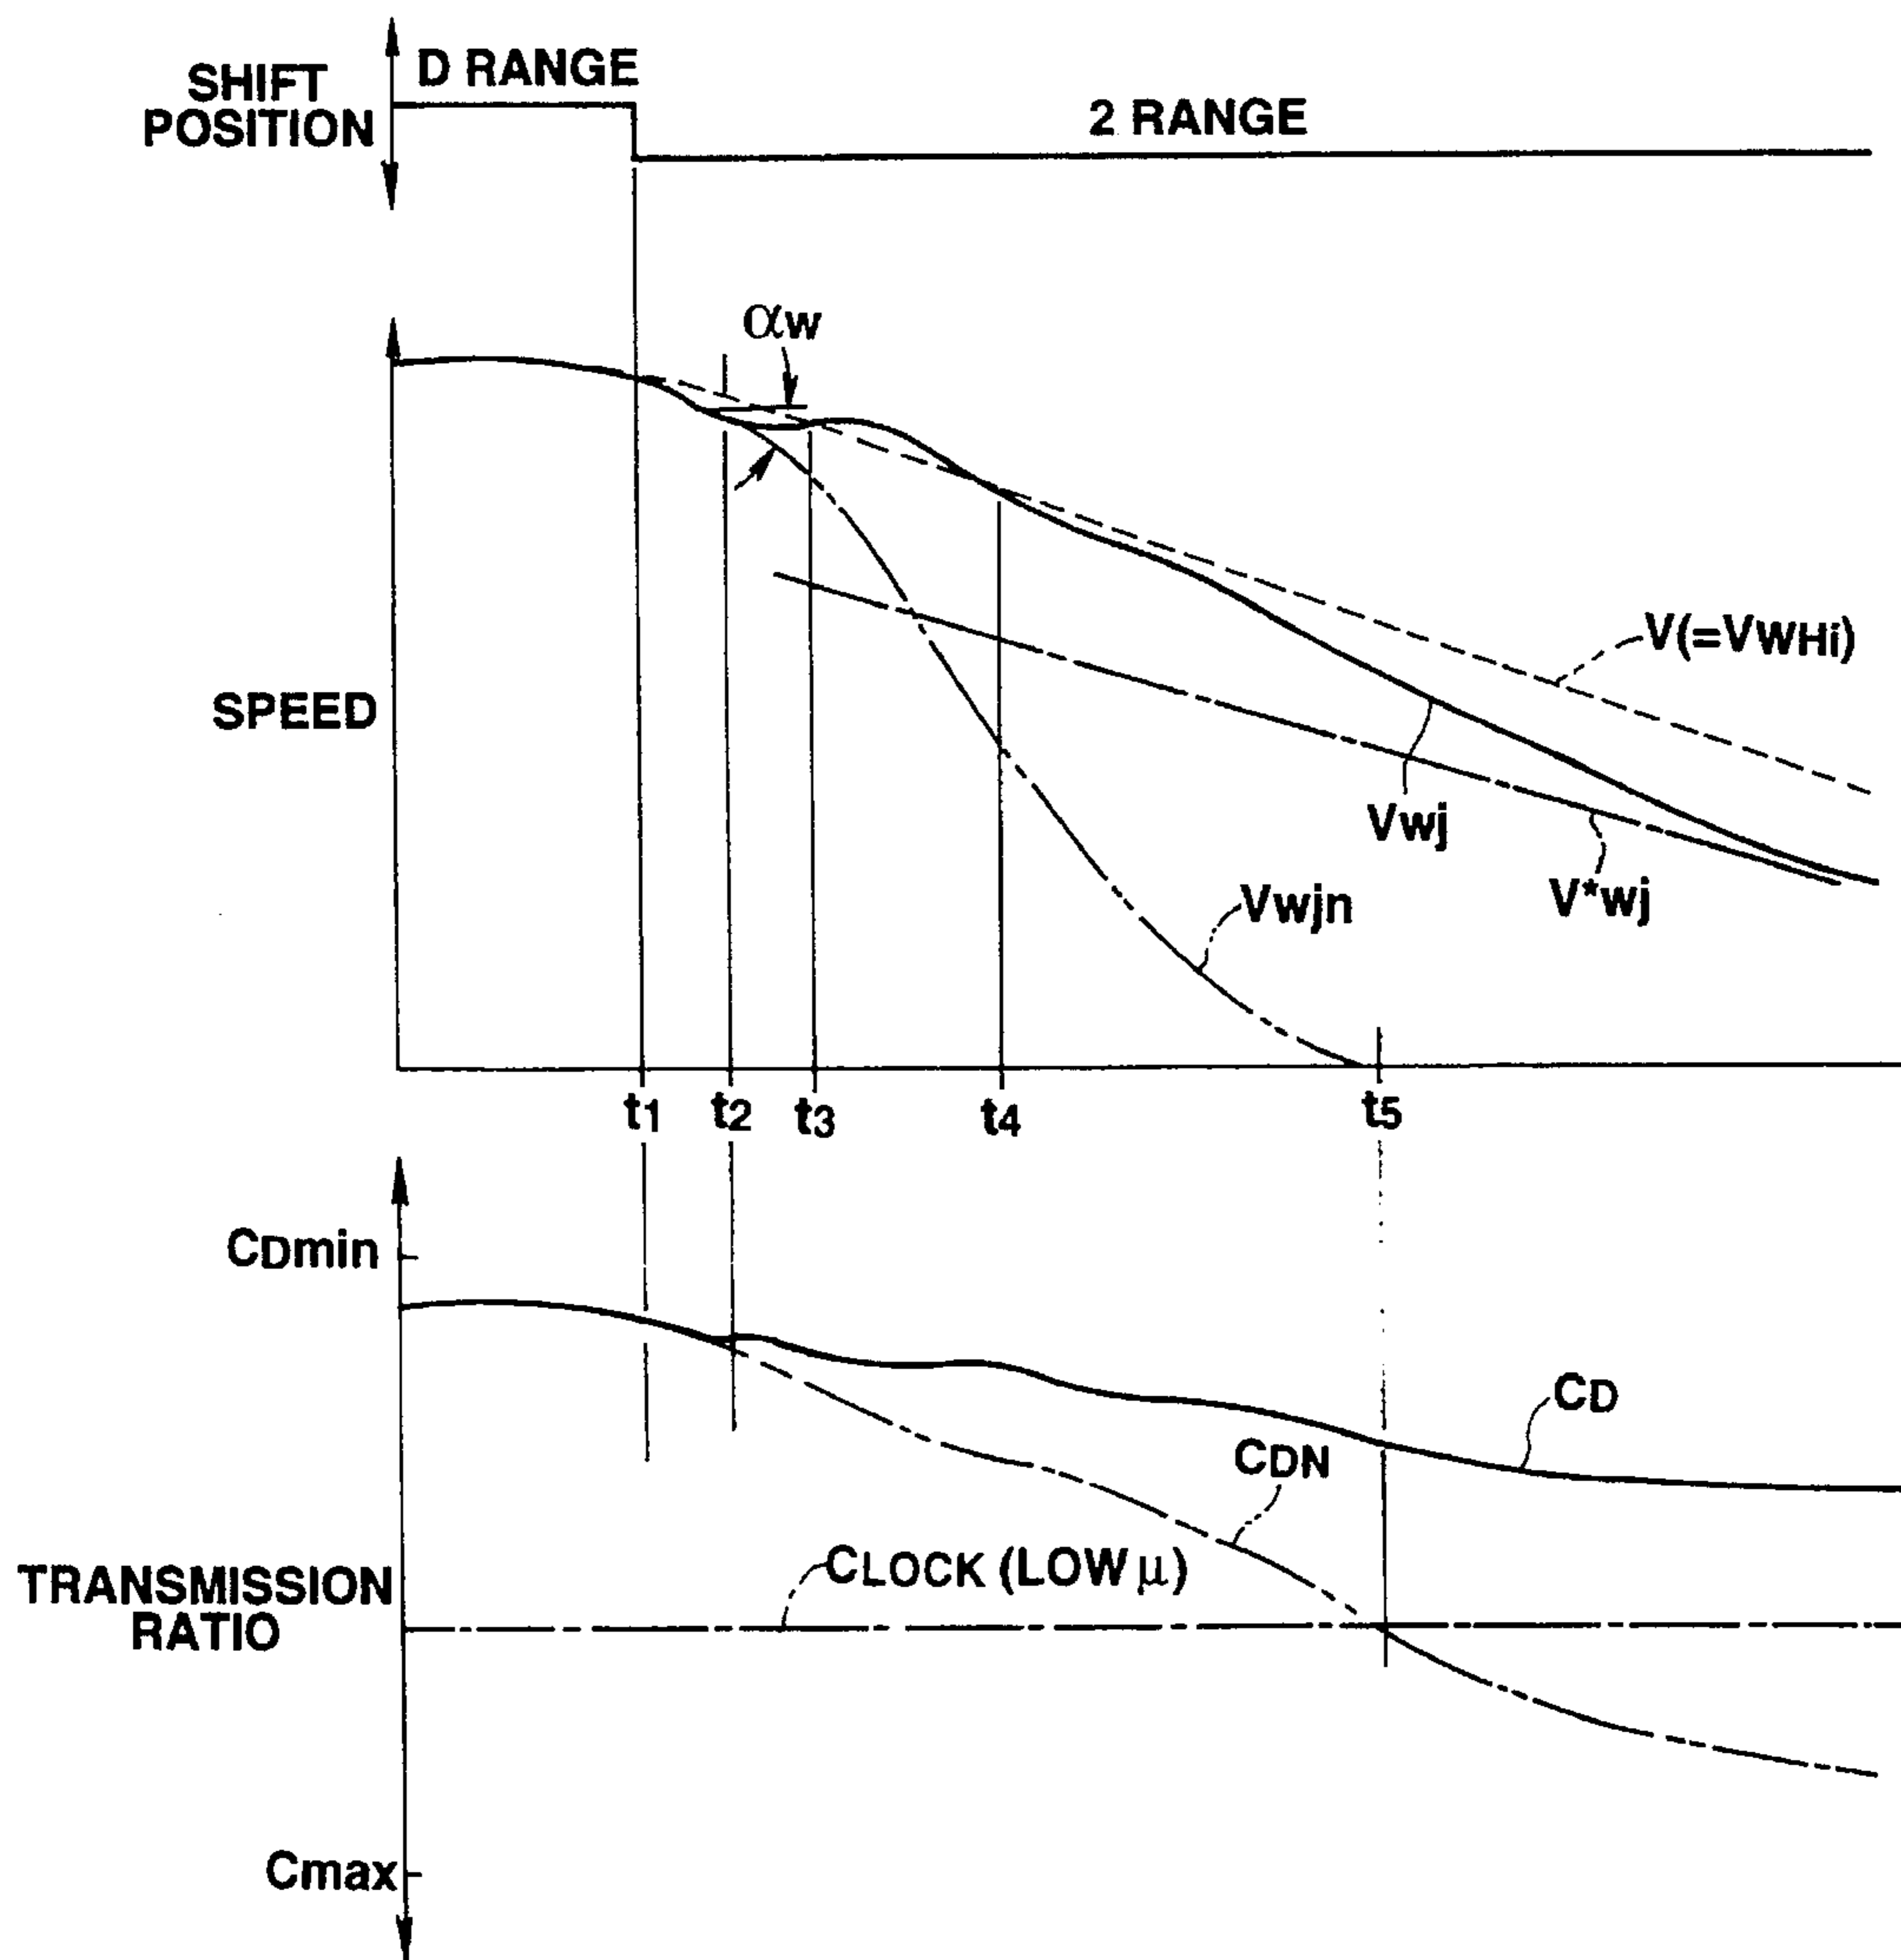 D RANGE
SHIFT
POSITION
2 RANGE
αw
V(=VWHi)
SPEED
Vwj
V*wj
Vwjn
t1 t2 t3 t4 t5
CDmin
CD
CDN
CLOCK (LOW μ)
TRANSMISSION
RATIO
Cmax